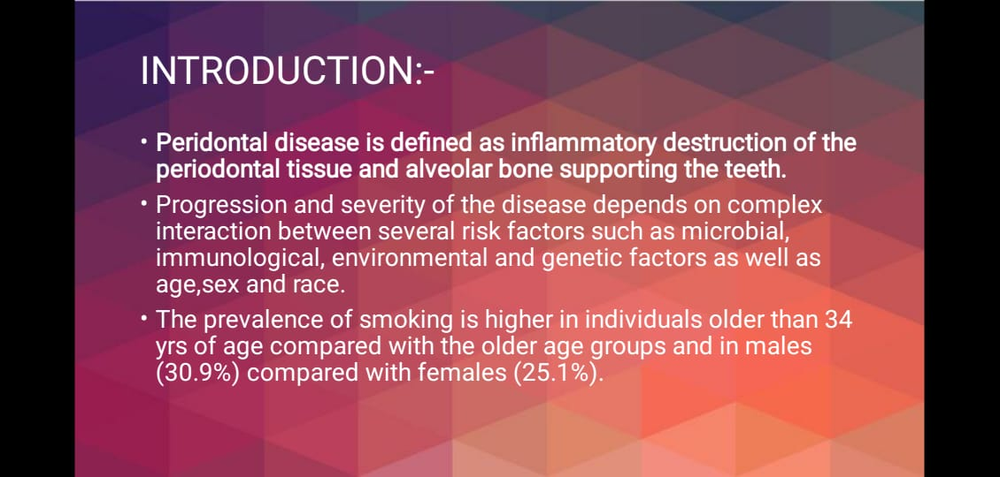 INTRODUCTION:-
• Peridontal disease is defined as inflammatory destruction of the
periodontal tissue and alveolar bone supporting the teeth.
• Progression and severity of the disease depends on complex
interaction between several risk factors such as microbial,
immunological, environmental and genetic factors as well as
age,sex and race.
• The prevalence of smoking is higher in individuals older than 34
yrs of age compared with the older age groups and in males
(30.9%) compared with females (25.1%).